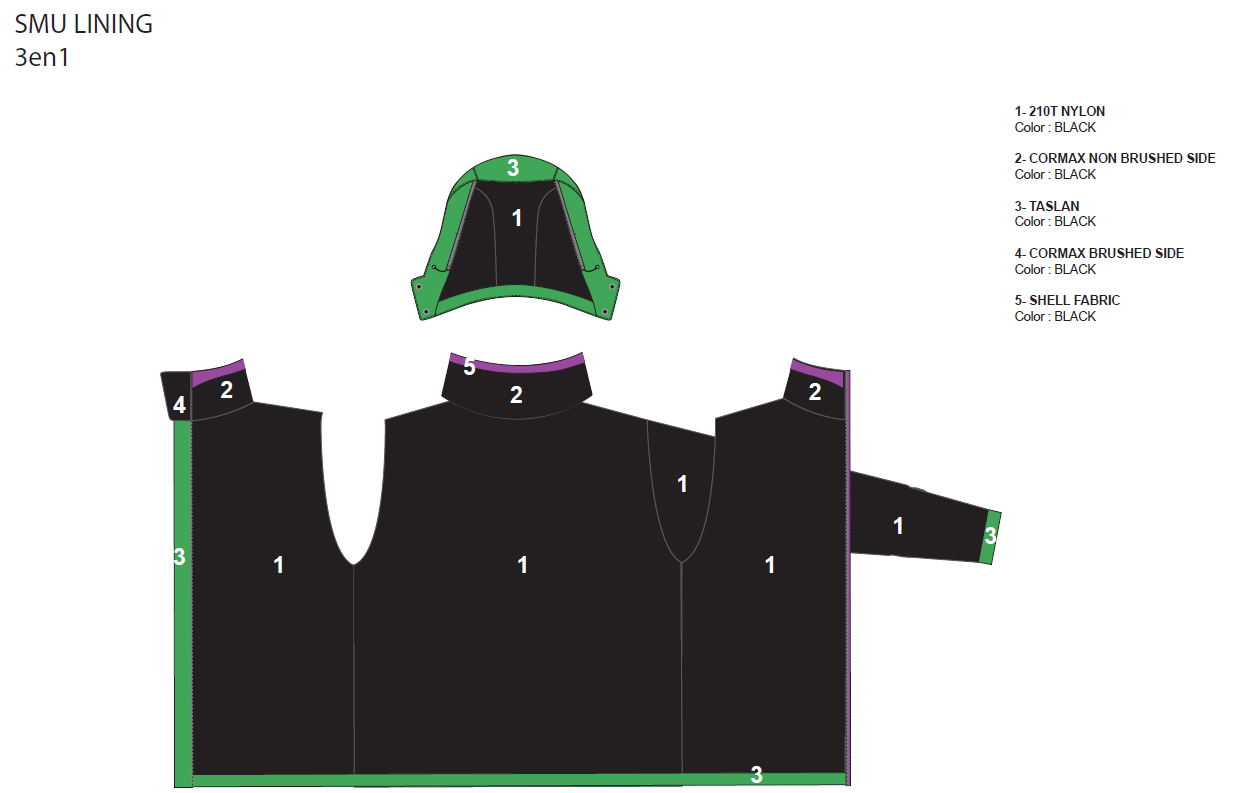 SMU LINING
3en1
1- 210T NYLON
Color : BLACK
2- CORMAX NON BRUSHED SIDE
Color : BLACK
3- TASLAN
Color : BLACK
4- CORMAX BRUSHED SIDE
Color : BLACK
5- SHELL FABRIC
Color : BLACK
3
1
5
2
2
2
4
1
1
3
3
1
1
1
3